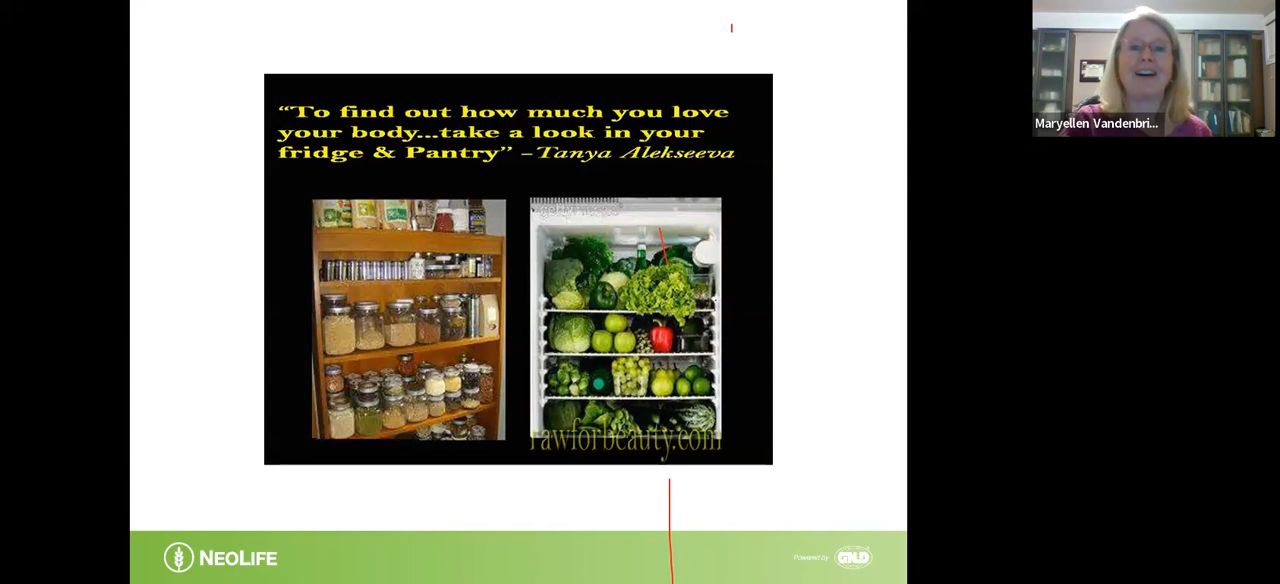 “To find out how much you love
your body...take a look in your
fridge & Pantry” –Tanya Alekseeva
Maryellen Vandenbri...
rawforbeauty.com
NEOLIFE
Powered by
GNLD